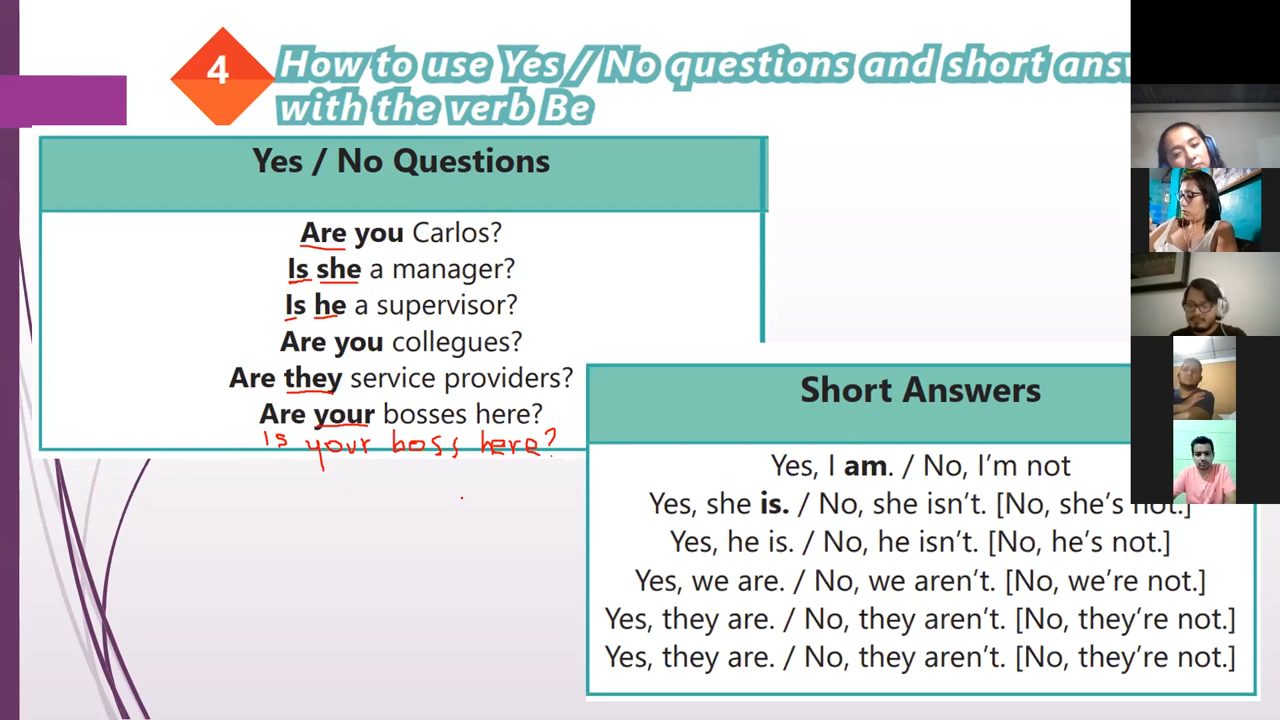 4
How to use Yes / No questions and short ans
with the verb Be
Yes / No Questions
Are you Carlos?
Is she a manager?
Is he a supervisor?
Are you collegues?
Are they service providers?
Are your bosses here?
Is your boss here?
Short Answers
Yes, I am. / No, I'm not
Yes, she is. / No, she isn't. [No, she's not.]
Yes, he is. / No, he isn't. [No, he's not.]
Yes, we are. / No, we aren't. [No, we're not.]
Yes, they are. / No, they aren't. [No, they're not.]
Yes, they are. / No, they aren't. [No, they're not.]